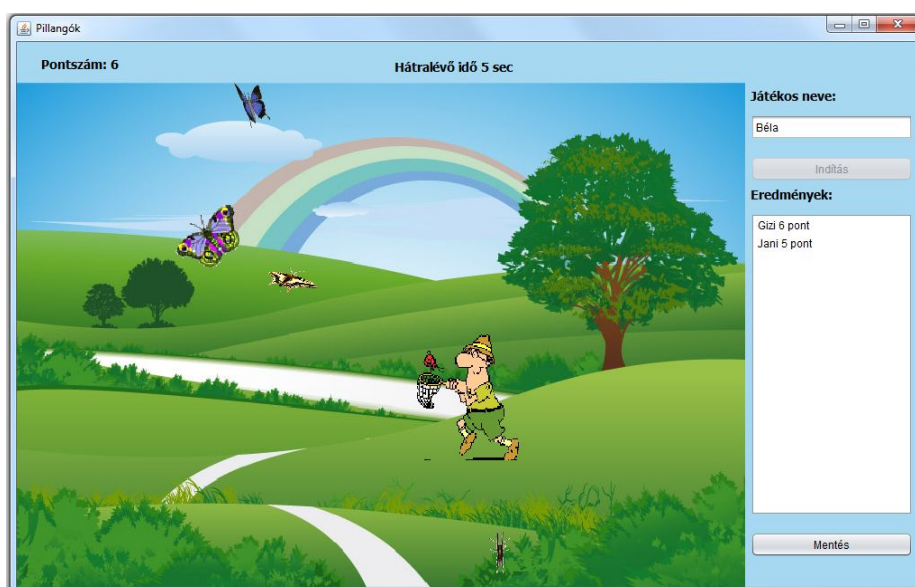 Pillangók
Pontszám: 6
Hátralévő idő 5 sec
Játékos neve:
Béla
Indítás
Eredmények:
Gizi 6 pont
Jani 5 pont
Mentés